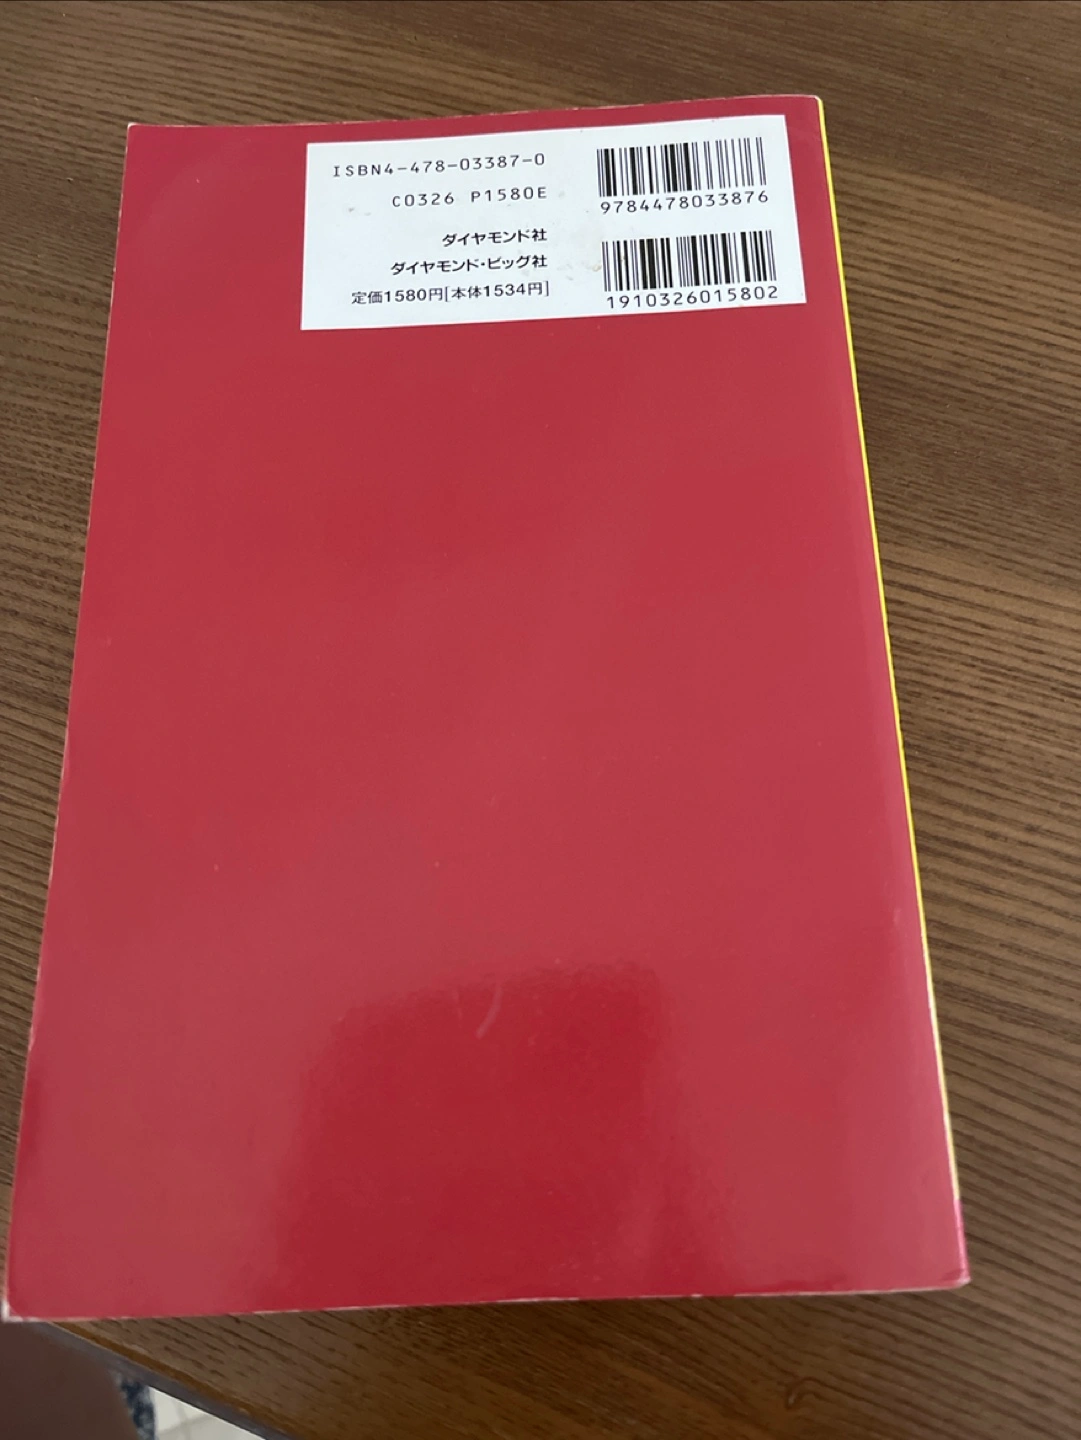 ISBN4-478-03387-0
C0326 P1580E
ダイヤモンド社
ダイヤモンド・ビッグ社
定価1580円[本体1534円]
9784478033876
1910326015802